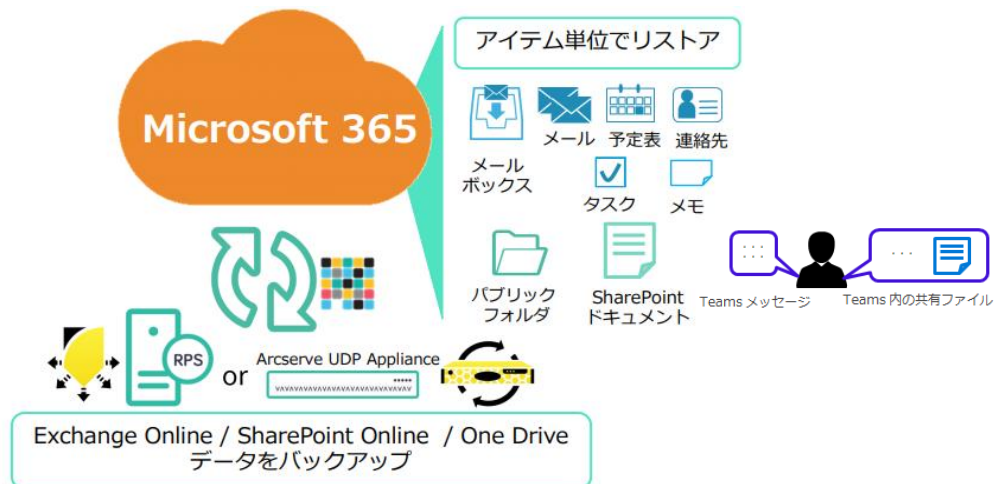 アイテム単位でリストア
Microsoft 365
メール
予定表
連絡先
メール
ボックス
タスク
メモ
パブリック
フォルダ
SharePoint
ドキュメント
Teams メッセージ
Teams 内の共有ファイル
RPS
or
Arcserve UDP Appliance
Exchange Online / SharePoint Online / One Drive
データをバックアップ